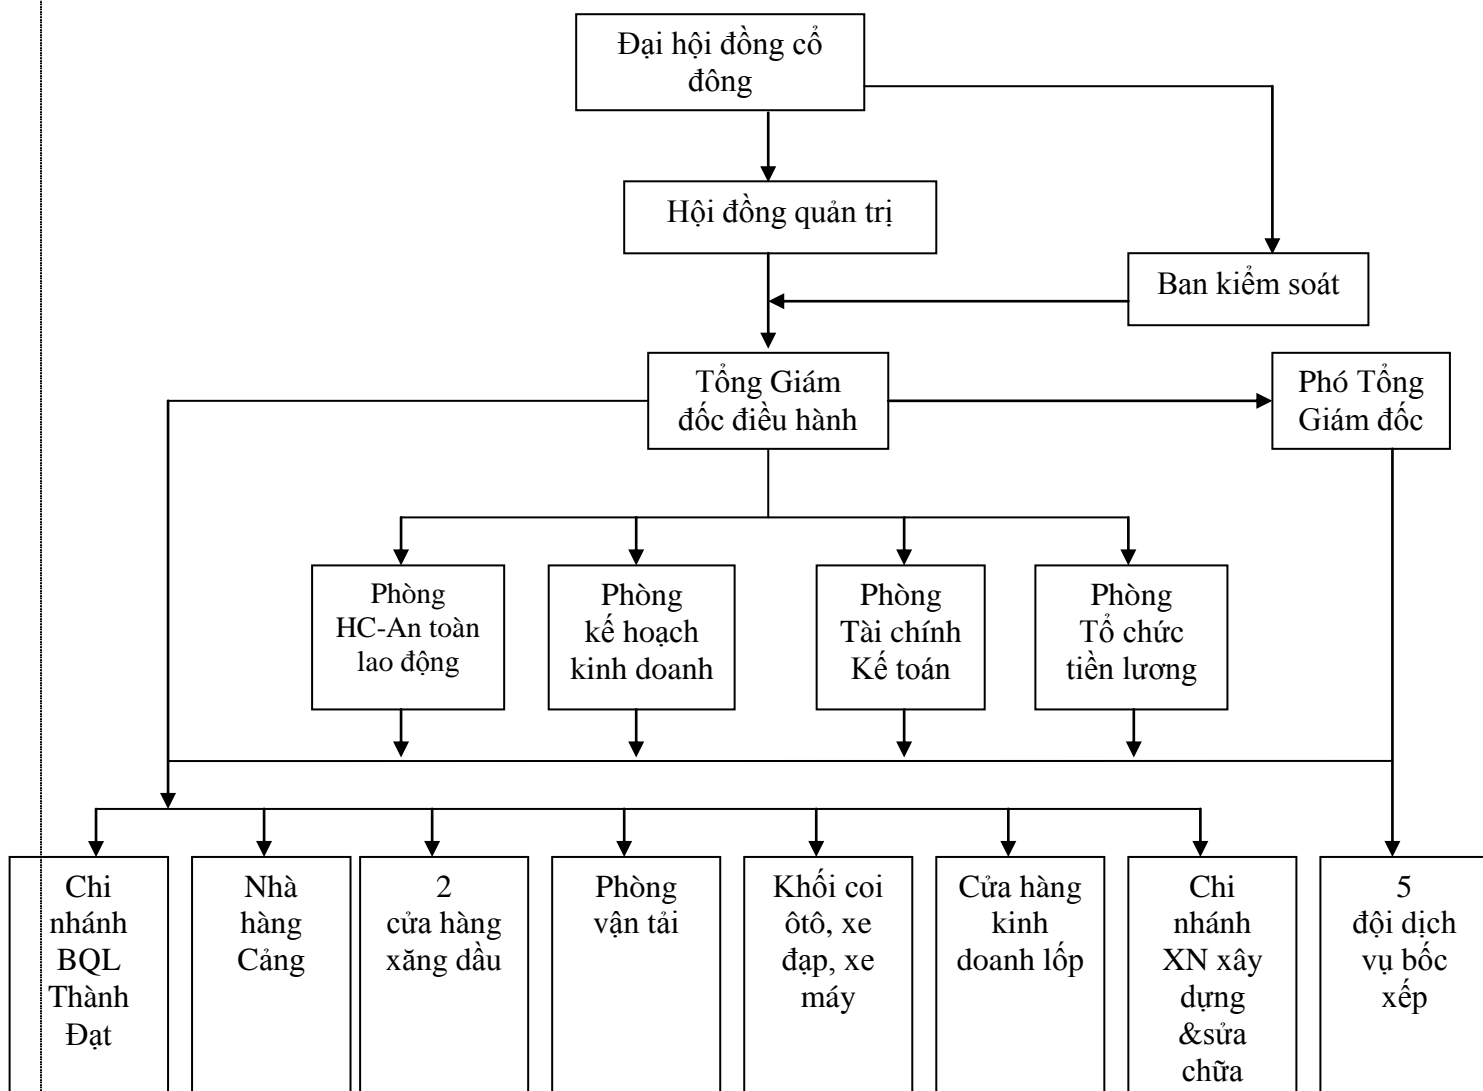 Đại hội đồng cổ
đông
Hội đồng quản trị
Ban kiểm soát
Tổng Giám
đốc điều hành
Phó Tổng
Giám đốc
Phòng
HC-An toàn
lao động
Phòng
kế hoạch
kinh doanh
Phòng
Tài chính
Kế toán
Phòng
Tổ chức
tiền lương
Chi
nhánh
BQL
Thành
Đạt
Nhà
hàng
Cảng
2
cửa hàng
xăng dầu
Phòng
vận tải
Khối coi
ôtô, xe
đạp, xe
máy
Cửa hàng
kinh
doanh lốp
Chi
nhánh
XN xây
dựng
&sửa
chữa
5
đội dịch
vụ bốc
xếp